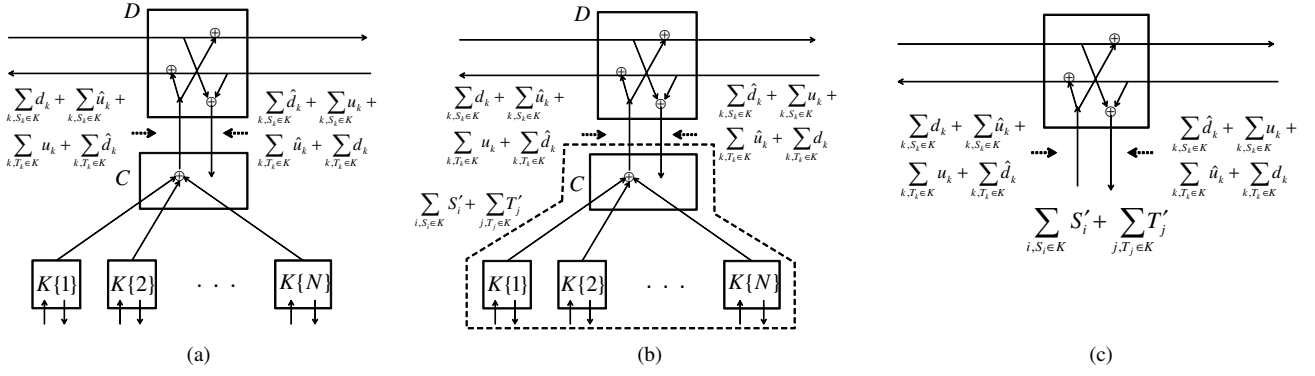 D
⊕
⊕
⊕
∑_{k,S_k∈K} d_k + ∑_{k,S_k∈K} û_k +
∑_{k,T_k∈K} u_k + ∑_{k,T_k∈K} d̂_k
∑_{k,S_k∈K} d̂_k + ∑_{k,S_k∈K} u_k +
∑_{k,T_k∈K} û_k + ∑_{k,T_k∈K} d_k
C
⊕
K{1} K{2} · · · K{N}
(a)
D
⊕
⊕
⊕
∑_{k,S_k∈K} d_k + ∑_{k,S_k∈K} û_k +
∑_{k,T_k∈K} u_k + ∑_{k,T_k∈K} d̂_k
∑_{k,S_k∈K} d̂_k + ∑_{k,S_k∈K} u_k +
∑_{k,T_k∈K} û_k + ∑_{k,T_k∈K} d_k
C
⊕
∑_{i,S_i∈K} S′_i + ∑_{j,T_j∈K} T′_j
K{1} K{2} · · · K{N}
(b)
⊕
⊕
⊕
∑_{k,S_k∈K} d_k + ∑_{k,S_k∈K} û_k +
∑_{k,T_k∈K} u_k + ∑_{k,T_k∈K} d̂_k
∑_{k,S_k∈K} d̂_k + ∑_{k,S_k∈K} u_k +
∑_{k,T_k∈K} û_k + ∑_{k,T_k∈K} d_k
∑_{i,S_i∈K} S′_i + ∑_{j,T_j∈K} T′_j
(c)